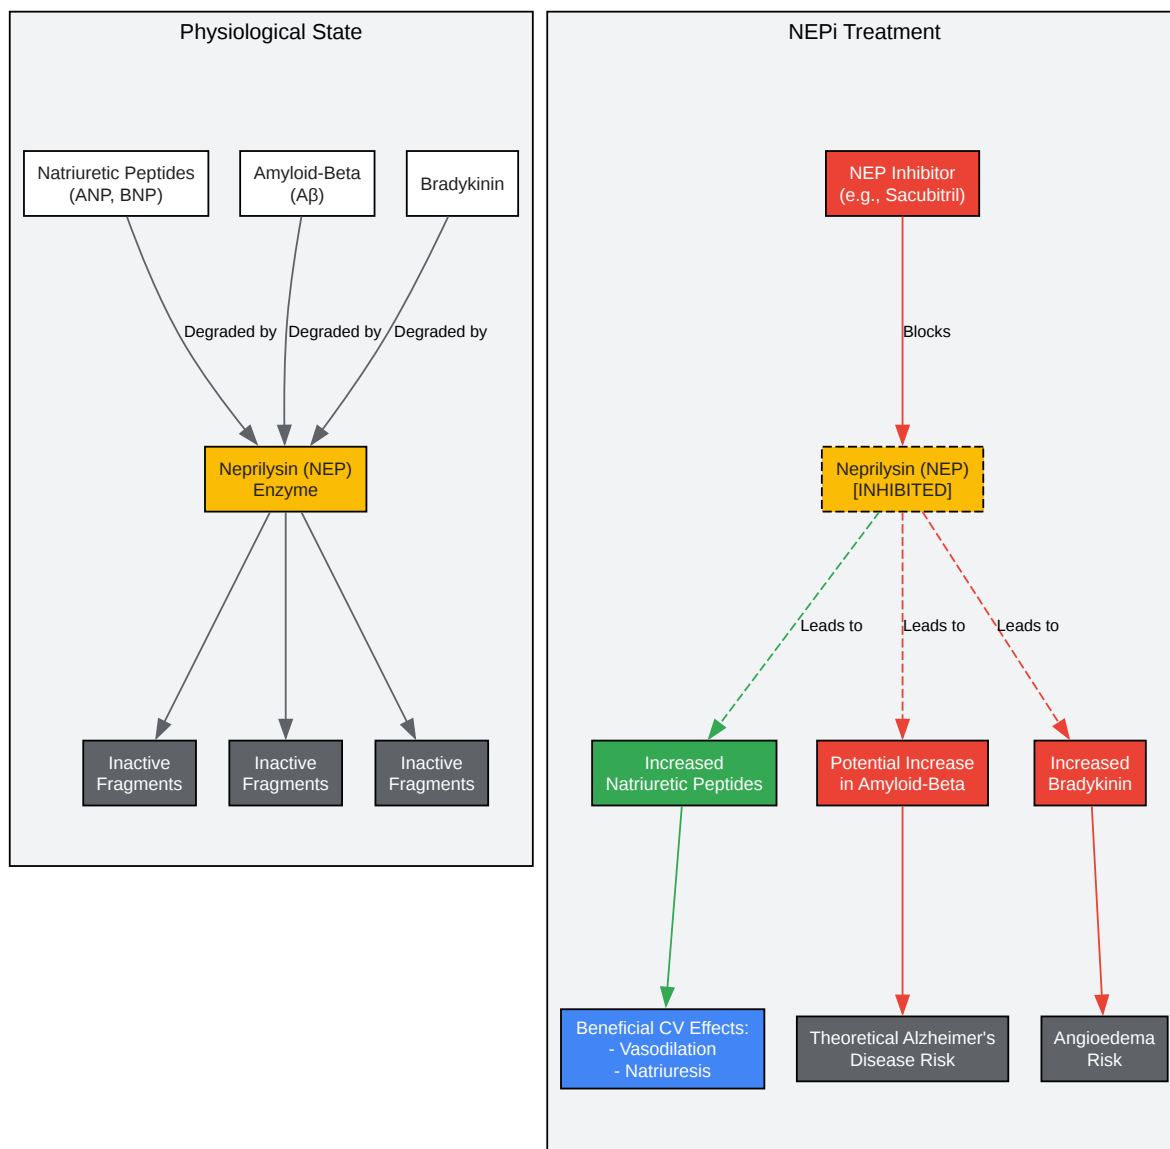 Physiological State
Natriuretic Peptides
(ANP, BNP)
Amyloid-Beta
(Aβ)
Bradykinin
Degraded by
Degraded by
Degraded by
Neprilysin (NEP)
Enzyme
Inactive
Fragments
Inactive
Fragments
Inactive
Fragments
NEPi Treatment
NEP Inhibitor
(e.g., Sacubitril)
Blocks
Neprilysin (NEP)
[INHIBITED]
Leads to
Leads to
Leads to
Increased
Natriuretic Peptides
Potential Increase
in Amyloid-Beta
Increased
Bradykinin
Beneficial CV Effects:
- Vasodilation
- Natriuresis
Theoretical Alzheimer's
Disease Risk
Angioedema
Risk